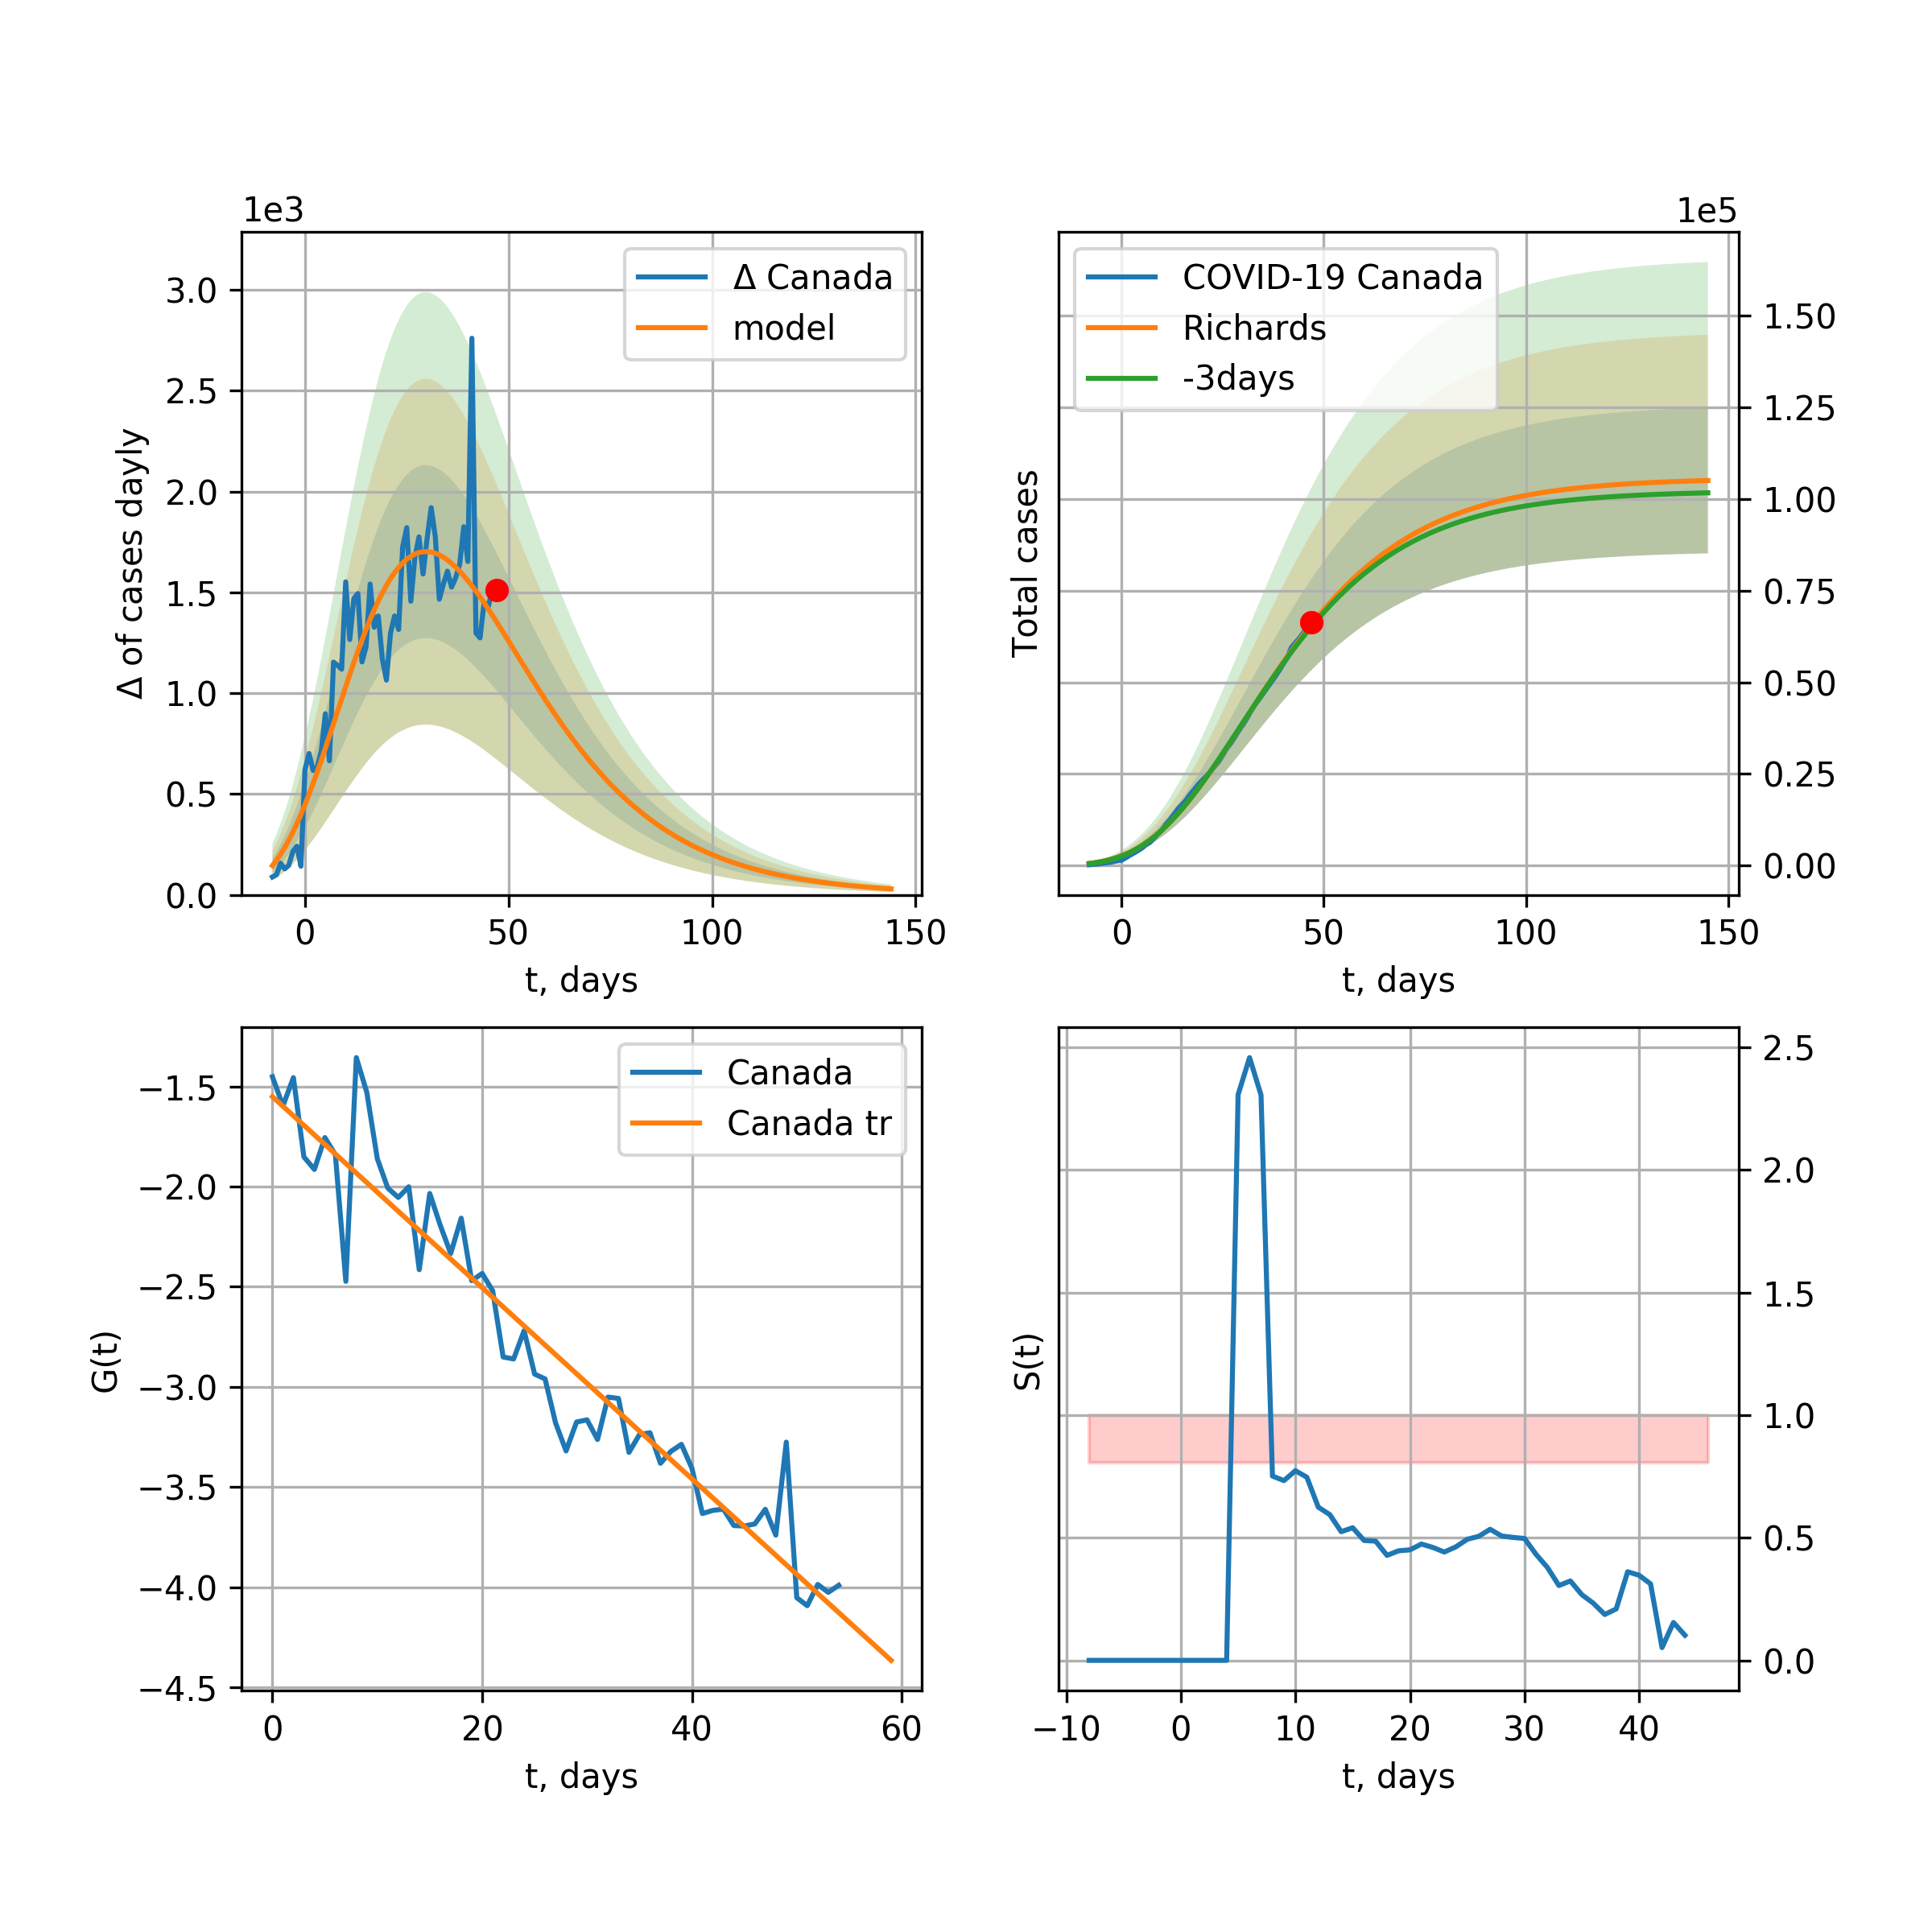 1e3
Δ Canada
model
3.0
2.5
2.0
1.5
1.0
0.5
0.0
Δ of cases dayly
0 50 100 150
t, days
1e5
COVID-19 Canada
Richards
-3days
1.50
1.25
1.00
0.75
0.50
0.25
0.00
Total cases
0 50 100 150
t, days
Canada
Canada tr
−1.5
−2.0
−2.5
−3.0
−3.5
−4.0
−4.5
G(t)
0 20 40 60
t, days
2.5
2.0
1.5
1.0
0.5
0.0
S(t)
−10 0 10 20 30 40
t, days